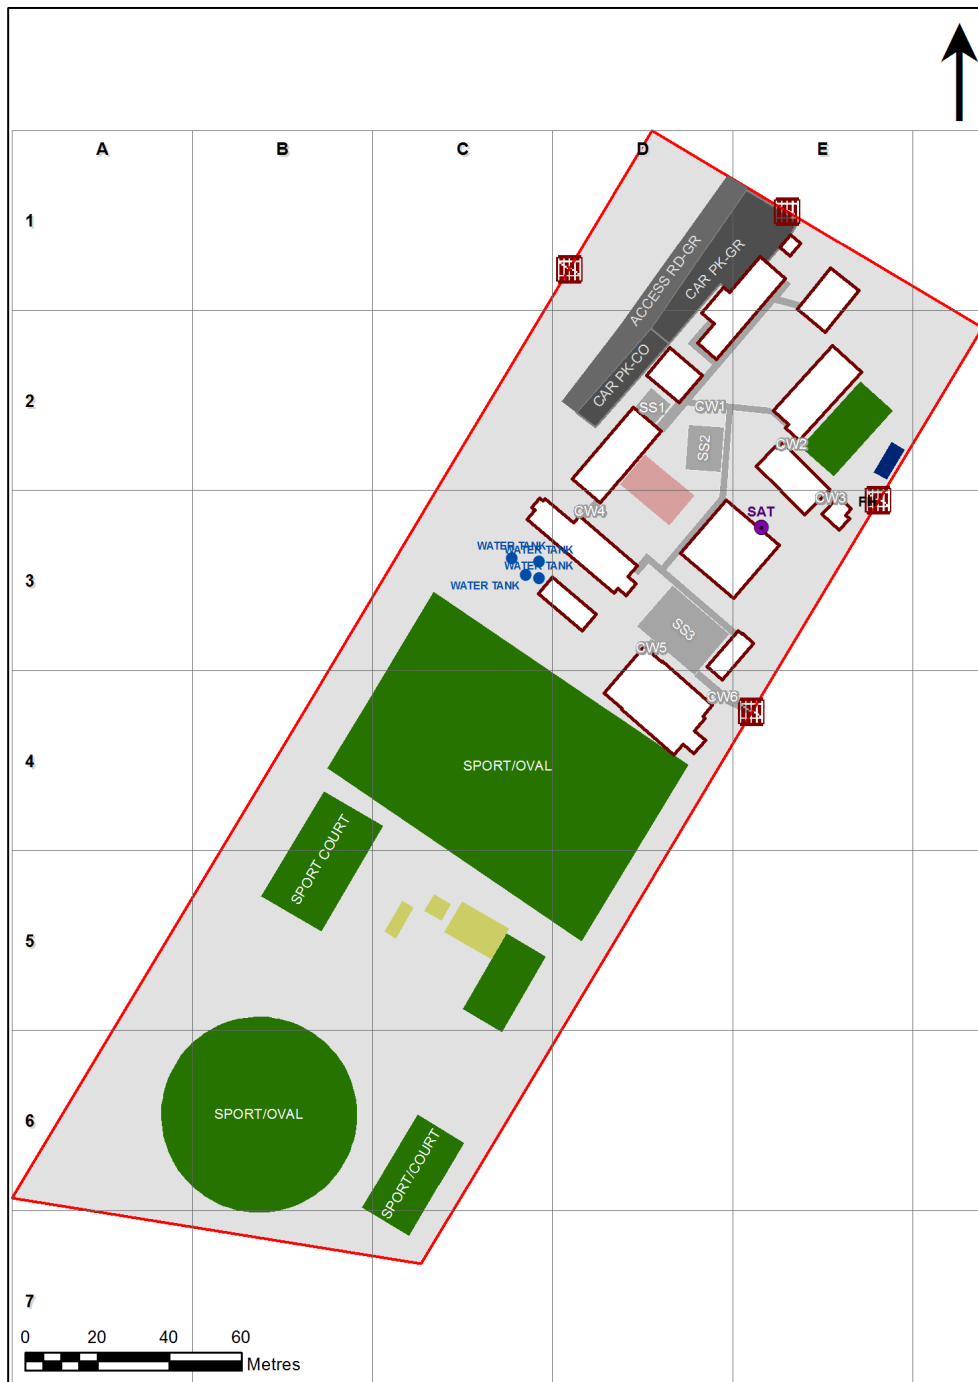 A B C D E
1
ACCESS RD-GR
CAR PK-GR
2
CAR PK-CO
SS1
CW1
SS2
CW2
CW3
FH
CW4
SAT
3
WATER TANK
WATER TANK
WATER TANK
WATER TANK
SS3
CW5
CW6
4
SPORT/OVAL
SPORT COURT
5
6
SPORT/OVAL
SPORT/COURT
7
0 20 40 60
Metres